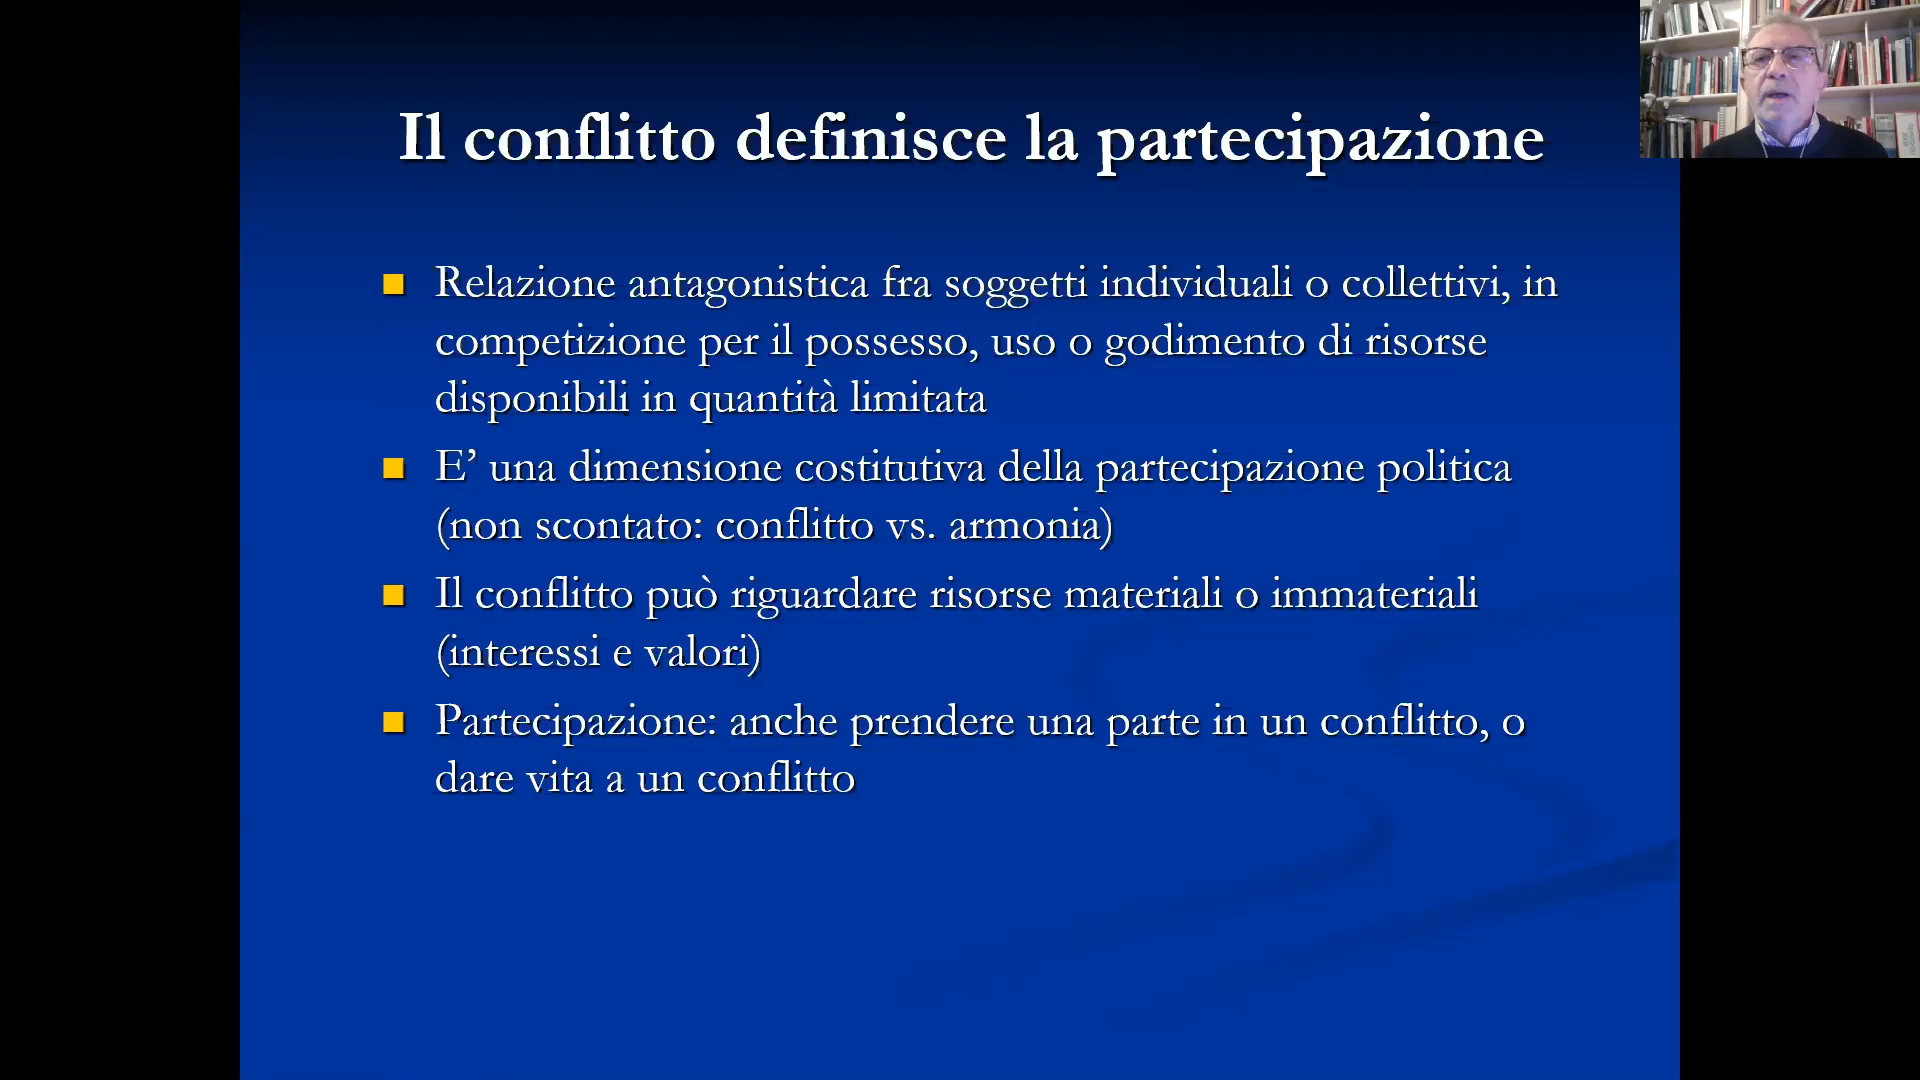 Il conflitto definisce la partecipazione
Relazione antagonistica fra soggetti individuali o collettivi, in
competizione per il possesso, uso o godimento di risorse
disponibili in quantità limitata
E’ una dimensione costitutiva della partecipazione politica
(non scontato: conflitto vs. armonia)
Il conflitto può riguardare risorse materiali o immateriali
(interessi e valori)
Partecipazione: anche prendere una parte in un conflitto, o
dare vita a un conflitto